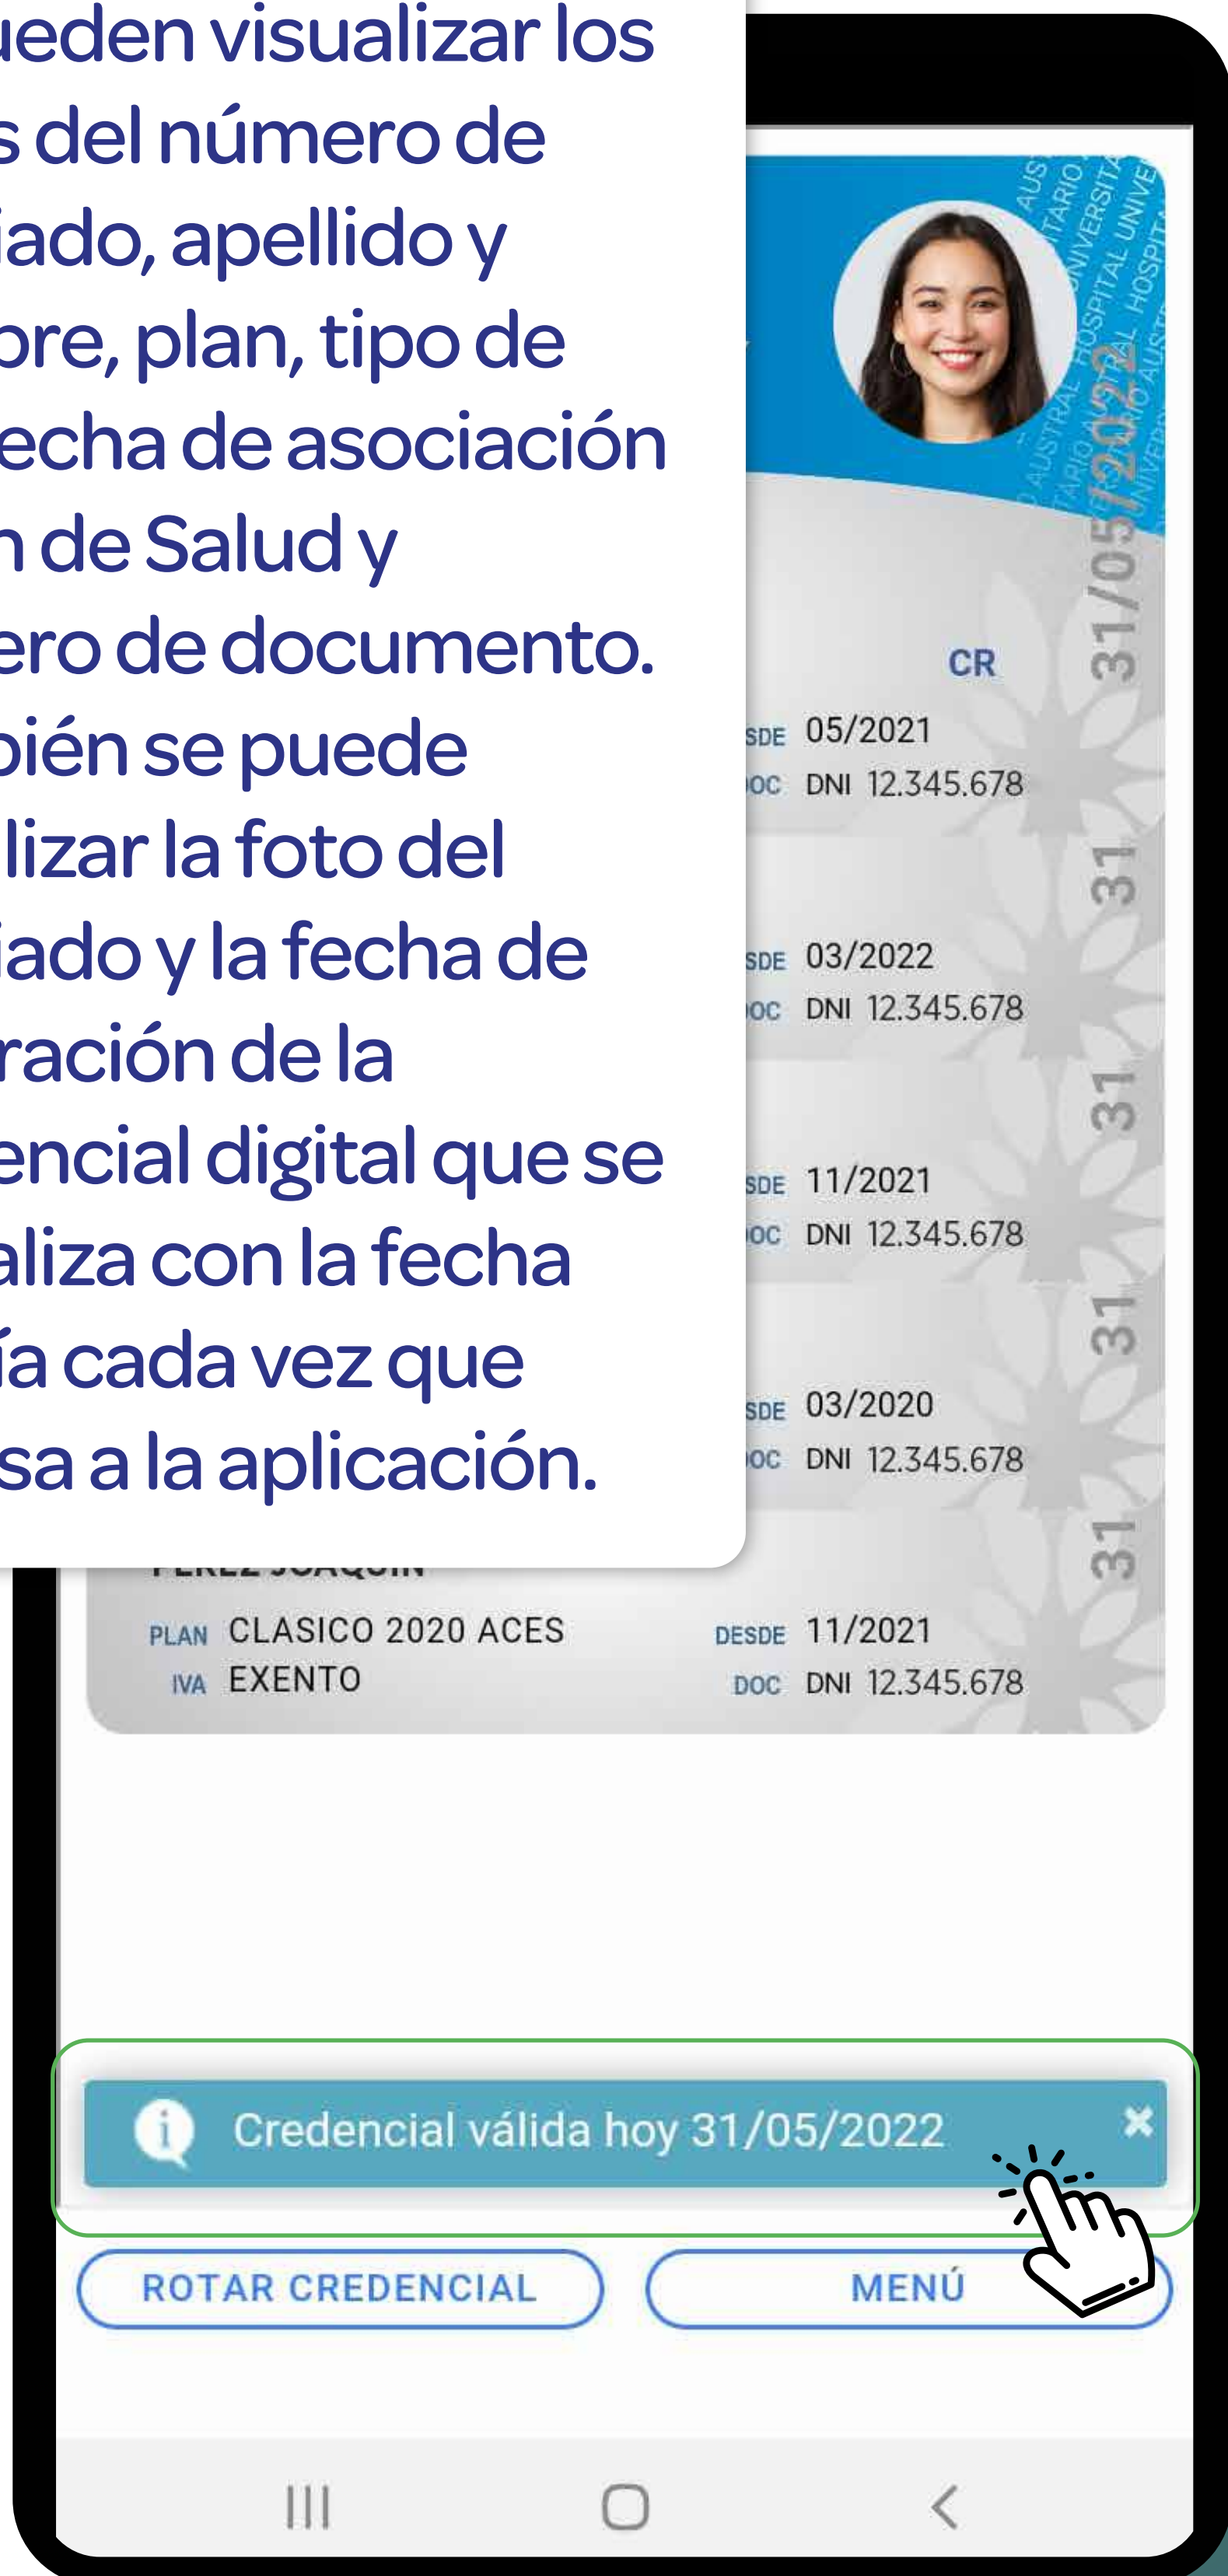 ueden visualizar los
s del número de
iado, apellido y
bre, plan, tipo de
echa de asociación
n de Salud y
ero de documento.
bién se puede
lizar la foto del
iado y la fecha de
ración de la
encial digital que se
aliza con la fecha
ía cada vez que
sa a la aplicación.
31/05/2022
CR
SDE 05/2021
OC DNI 12.345.678
31
SDE 03/2022
OC DNI 12.345.678
31
SDE 11/2021
OC DNI 12.345.678
31
SDE 03/2020
OC DNI 12.345.678
31
PEREZ JOAQUIN
PLAN CLASICO 2020 ACES DESDE 11/2021
IVA EXENTO DOC DNI 12.345.678
Credencial válida hoy 31/05/2022
ROTAR CREDENCIAL MENÚ